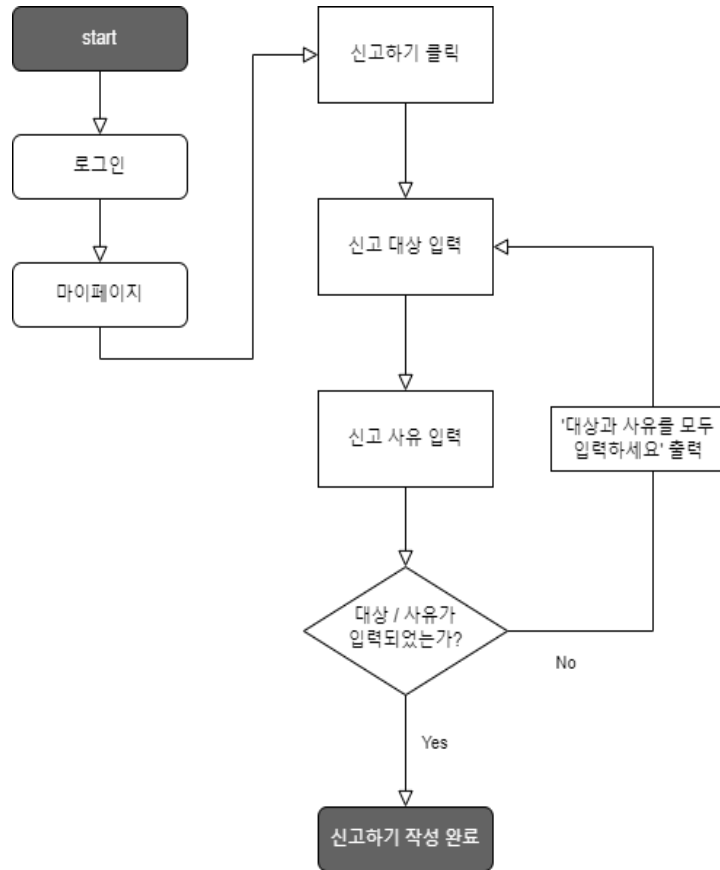 start
로그인
마이페이지
신고하기 클릭
신고 대상 입력
신고 사유 입력
'대상과 사유를 모두
입력하세요' 출력
대상 / 사유가
입력되었는가?
No
Yes
신고하기 작성 완료